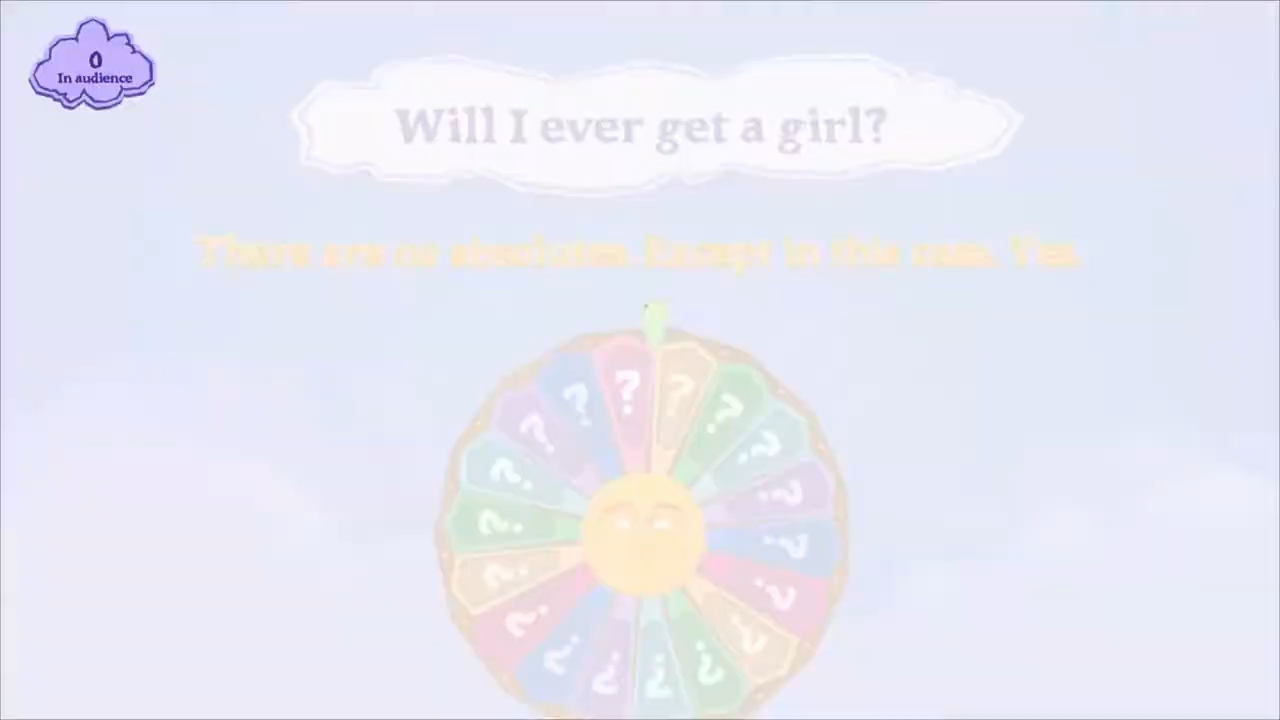 0
In audience
Will I ever get a girl?
There are no absolutes. Except in this case. Yes.
? ? ? ? ? ? ? ? ? ? ? ? ? ? ? ? ? ?